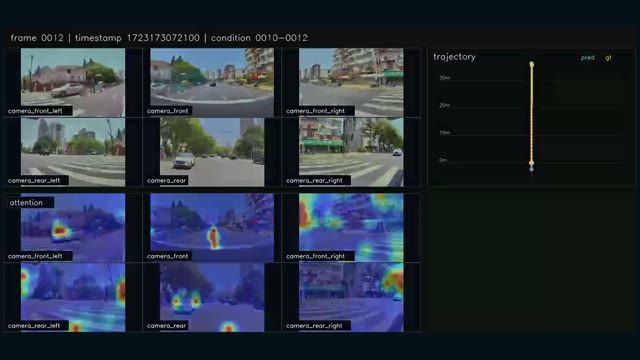 frame 0012 | timestamp 1723173072100 | condition 0010-0012
camera_front_left
camera_front
camera_front_right
camera_rear_left
camera_rear
camera_rear_right
trajectory
pred
gt
30m
20m
10m
0m
attention
camera_front_left
camera_front
camera_front_right
camera_rear_left
camera_rear
camera_rear_right